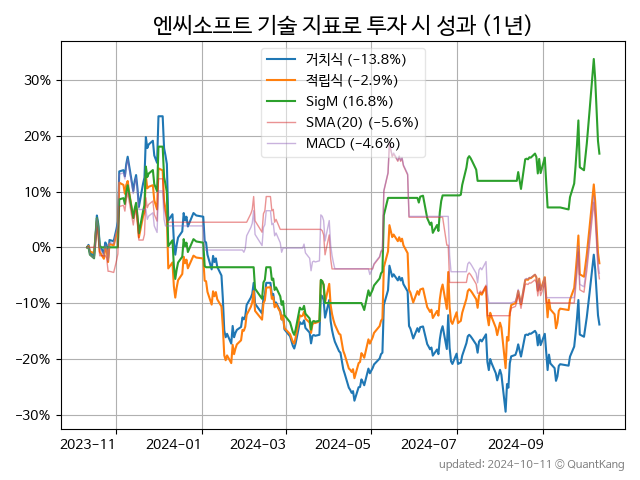 엔씨소프트 기술 지표로 투자 시 성과 (1년)
거치식 (−13.8%)
적립식 (−2.9%)
SigM (16.8%)
SMA(20) (−5.6%)
MACD (−4.6%)
30%
20%
10%
0%
−10%
−20%
−30%
2023-11 2024-01 2024-03 2024-05 2024-07 2024-09
updated: 2024-10-11 © QuantKang